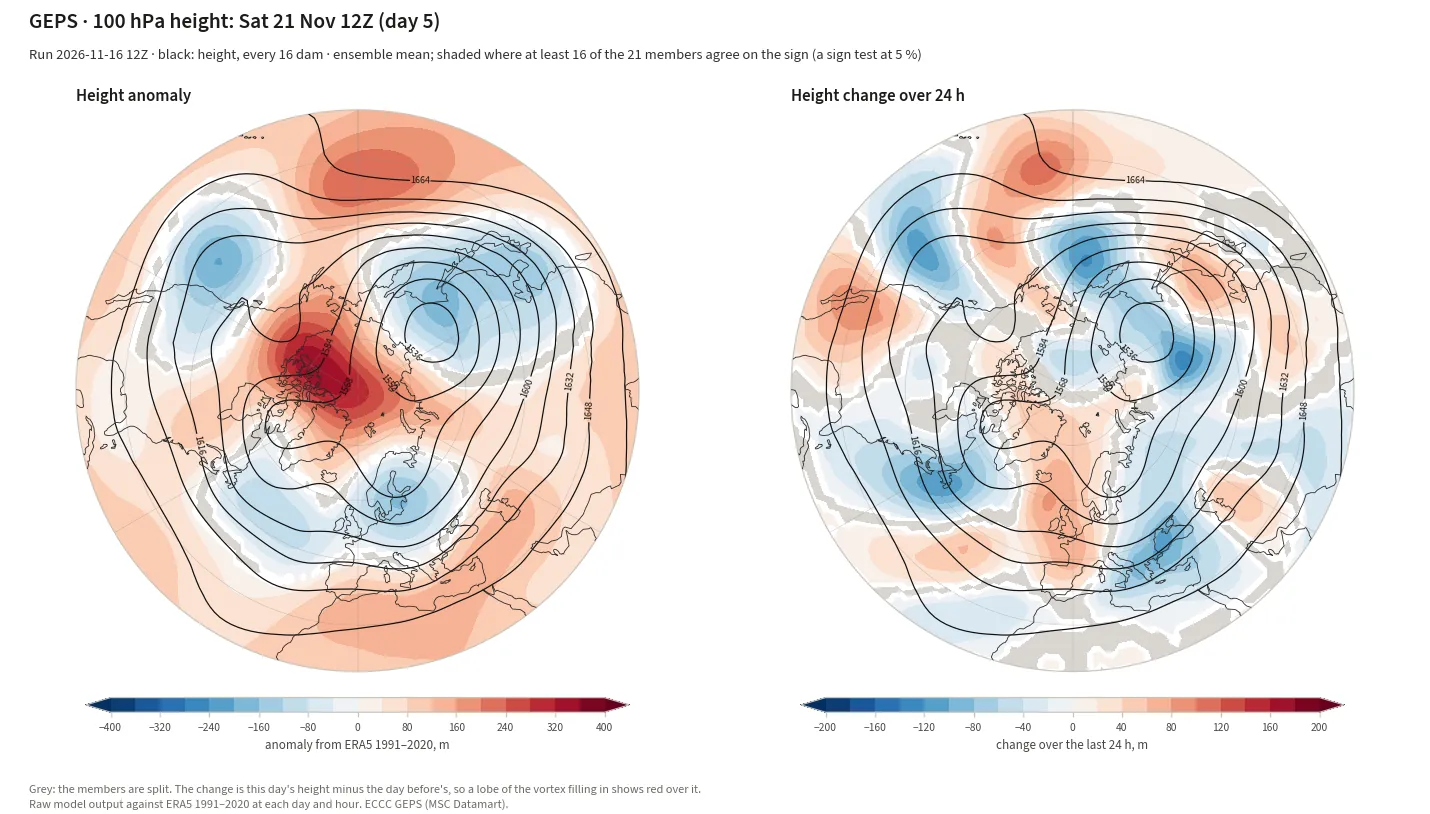 GEPS · 100 hPa height: Sat 21 Nov 12Z (day 5)
Run 2026-11-16 12Z · black: height, every 16 dam · ensemble mean; shaded where at least 16 of the 21 members agree on the sign (a sign test at 5 %)
Height anomaly
Height change over 24 h
1664
1536
1584
1568
1600
1632
1648
1616
1664
1536
1584
1568
1600
1632
1648
1616
−400 −320 −240 −160 −80 0 80 160 240 320 400
anomaly from ERA5 1991–2020, m
−200 −160 −120 −80 −40 0 40 80 120 160 200
change over the last 24 h, m
Grey: the members are split. The change is this day's height minus the day before's, so a lobe of the vortex filling in shows red over it.
Raw model output against ERA5 1991–2020 at each day and hour. ECCC GEPS (MSC Datamart).